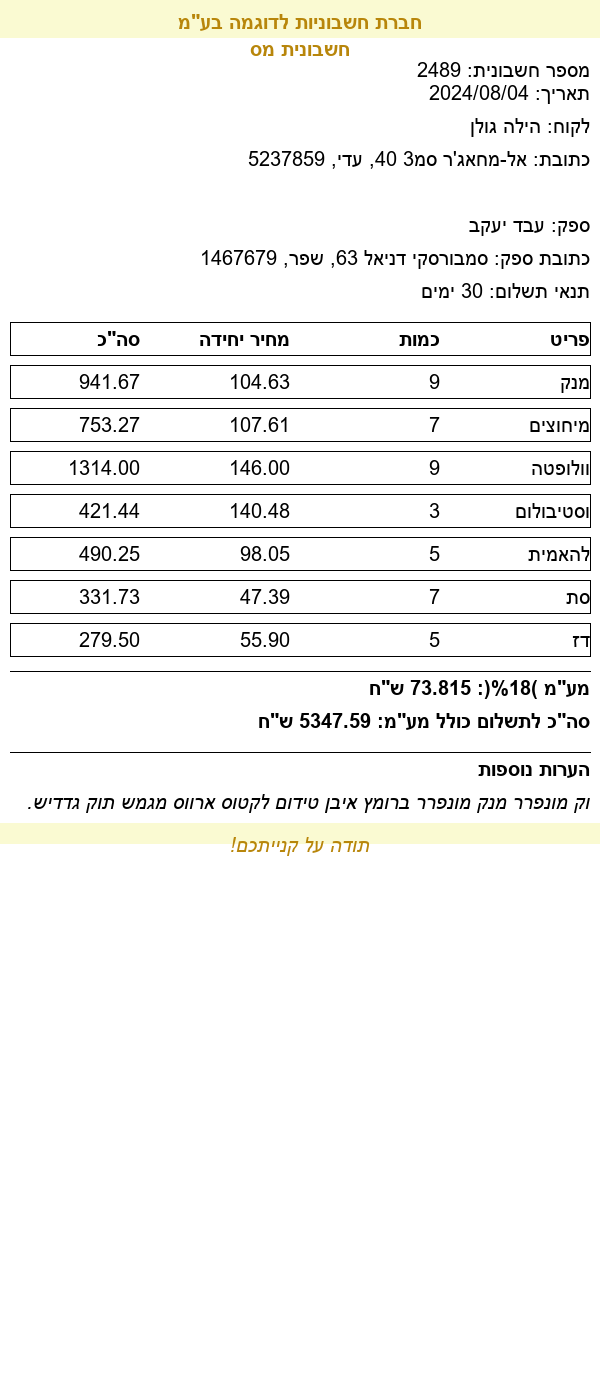 חברת חשבוניות לדוגמה בע"מ
חשבונית מס
מספר חשבונית: 2489
תאריך: 2024/08/04
לקוח: הילה גולן
כתובת: אל-מחאג'ר סמ3 40, עדי, 5237859
ספק: עבד יעקב
כתובת ספק: סמבורסקי דניאל 63, שפר, 1467679
תנאי תשלום: 30 ימים
פריט כמות מחיר יחידה סה"כ
מנק 9 104.63 941.67
מיחוצים 7 107.61 753.27
וולופטה 9 146.00 1314.00
וסטיבולום 3 140.48 421.44
להאמית 5 98.05 490.25
סת 7 47.39 331.73
דז 5 55.90 279.50
מע"מ )18%(: 73.815 ש"ח
סה"כ לתשלום כולל מע"מ: 5347.59 ש"ח
הערות נוספות
וק מונפרר מנק מונפרר ברומץ איבן טידום לקטוס ארווס מגמש תוק גדדיש.
תודה על קנייתכם!